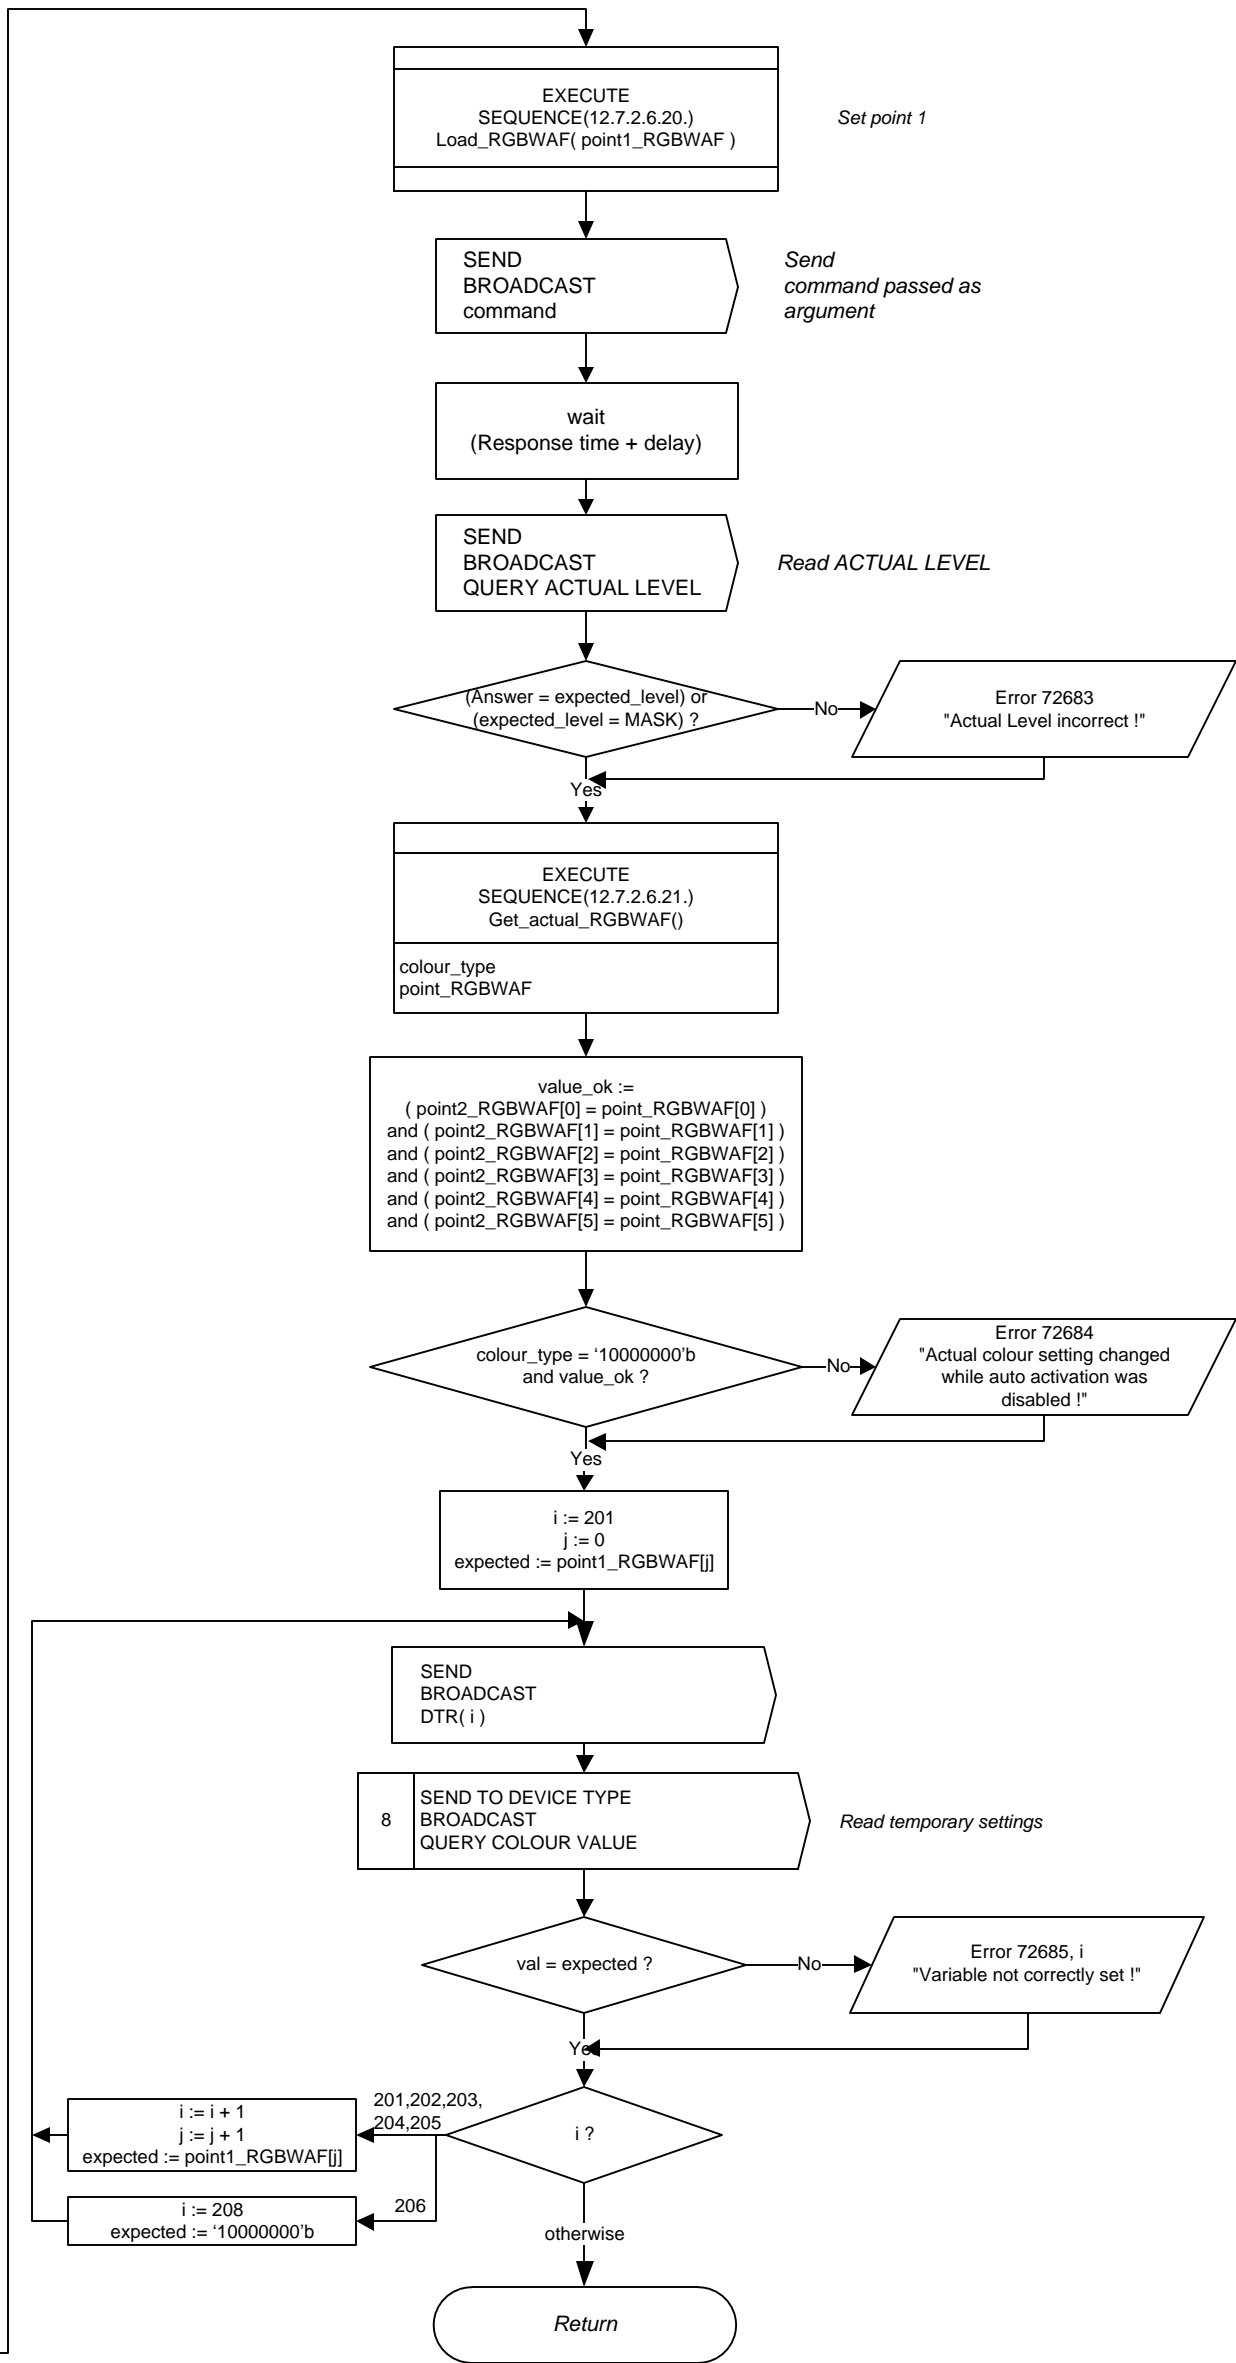 EXECUTE
SEQUENCE(12.7.2.6.20.)
Load_RGBWAF( point1_RGBWAF )
Set point 1
SEND
BROADCAST
command
Send
command passed as
argument
wait
(Response time + delay)
SEND
BROADCAST
QUERY ACTUAL LEVEL
Read ACTUAL LEVEL
(Answer = expected_level) or
(expected_level = MASK) ?
No
Error 72683
"Actual Level incorrect !"
Yes
EXECUTE
SEQUENCE(12.7.2.6.21.)
Get_actual_RGBWAF()
colour_type
point_RGBWAF
value_ok :=
( point2_RGBWAF[0] = point_RGBWAF[0] )
and ( point2_RGBWAF[1] = point_RGBWAF[1] )
and ( point2_RGBWAF[2] = point_RGBWAF[2] )
and ( point2_RGBWAF[3] = point_RGBWAF[3] )
and ( point2_RGBWAF[4] = point_RGBWAF[4] )
and ( point2_RGBWAF[5] = point_RGBWAF[5] )
colour_type = ‘10000000’b
and value_ok ?
No
Error 72684
"Actual colour setting changed
while auto activation was
disabled !"
Yes
i := 201
j := 0
expected := point1_RGBWAF[j]
SEND
BROADCAST
DTR( i )
8
SEND TO DEVICE TYPE
BROADCAST
QUERY COLOUR VALUE
Read temporary settings
val = expected ?
No
Error 72685, i
"Variable not correctly set !"
Yes
i ?
201,202,203,
204,205
i := i + 1
j := j + 1
expected := point1_RGBWAF[j]
206
i := 208
expected := ‘10000000’b
otherwise
Return